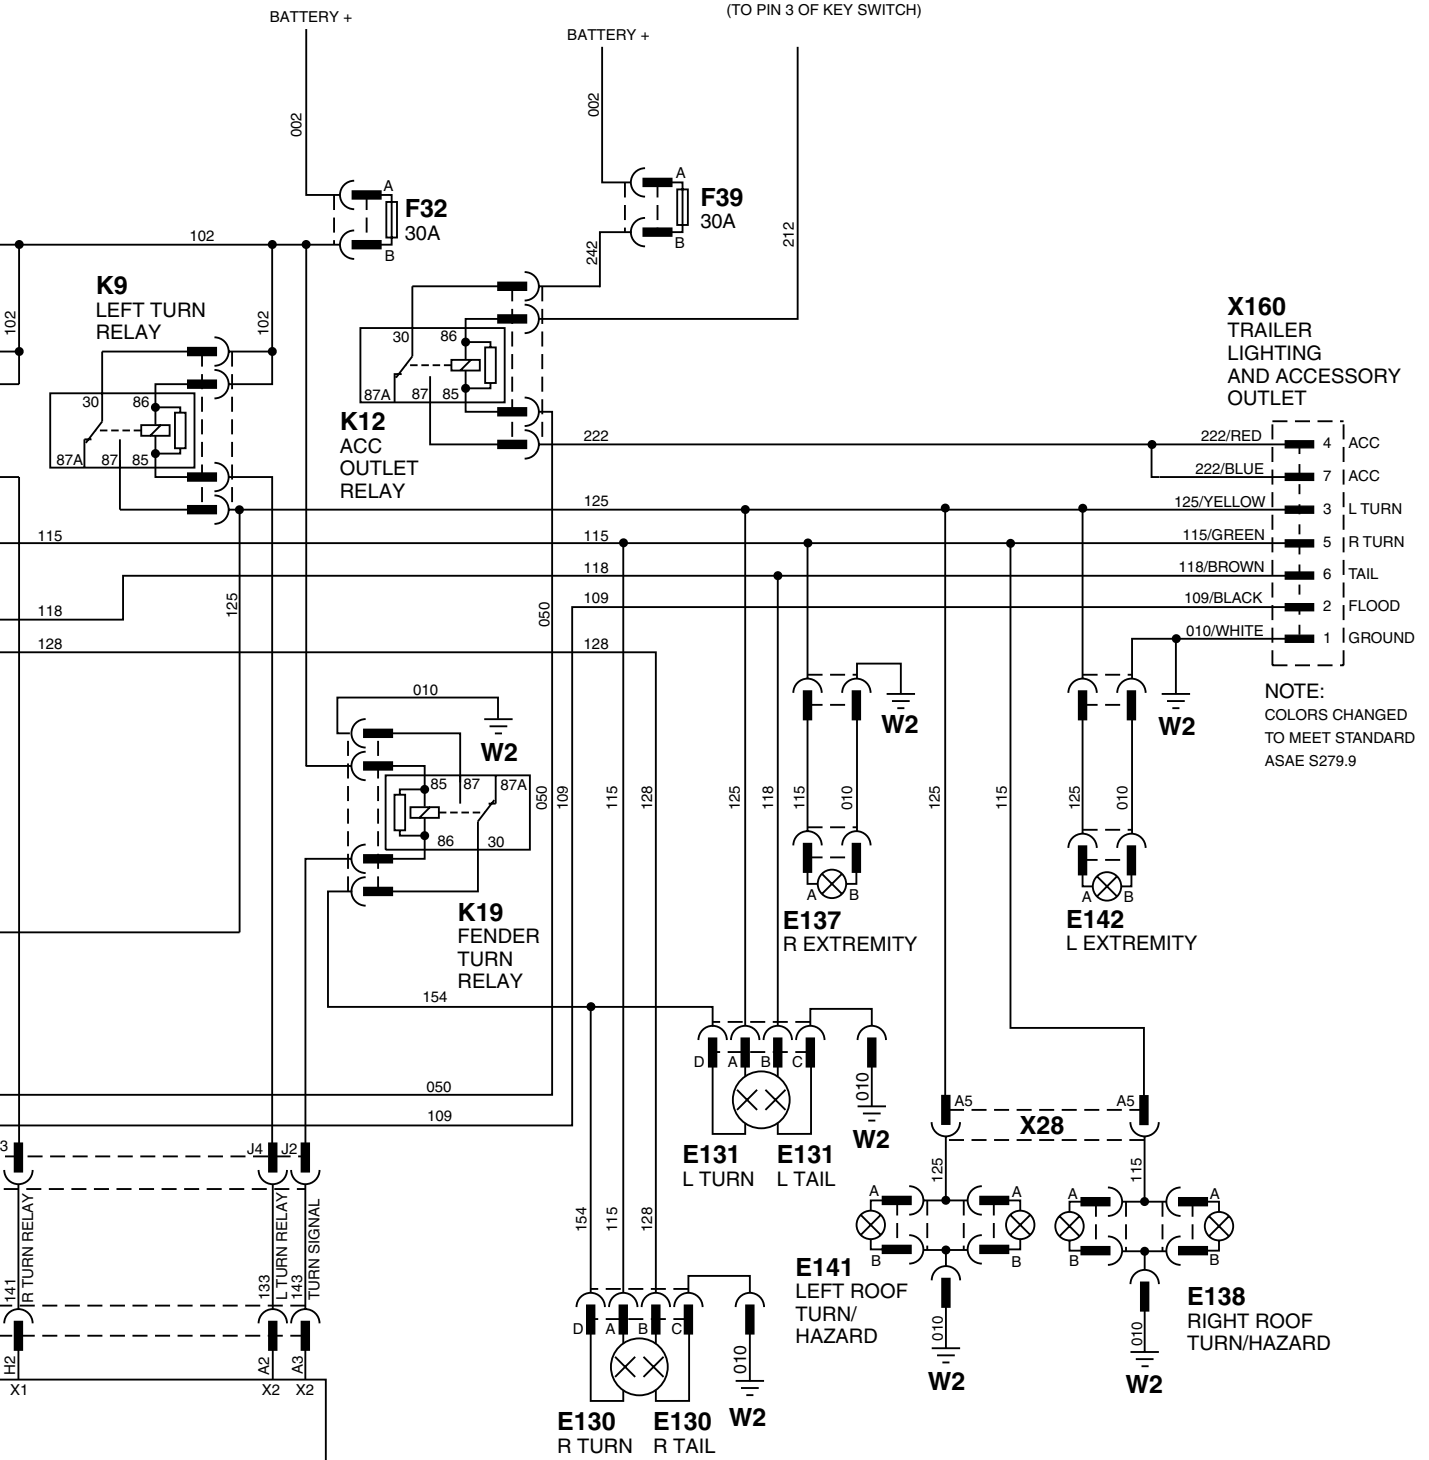 (TO PIN 3 OF KEY SWITCH)
BATTERY +
BATTERY +
002
002
A
F32
30A
B
A
F39
30A
B
102
242
212
K9
LEFT TURN
RELAY
102
102
30
86
87A
87
85
30
86
87A
87
85
K12
ACC
OUTLET
RELAY
X160
TRAILER
LIGHTING
AND ACCESSORY
OUTLET
222
222/RED
4
ACC
222/BLUE
7
ACC
125
125/YELLOW
3
L TURN
115
115
115/GREEN
5
R TURN
118
118/BROWN
6
TAIL
118
125
050
109
109/BLACK
2
FLOOD
128
128
010/WHITE
1
GROUND
NOTE:
COLORS CHANGED
TO MEET STANDARD
ASAE S279.9
010
W2
W2
W2
85
87
87A
86
30
050
109
115
128
125
118
115
010
125
115
125
010
K19
FENDER
TURN
RELAY
A
B
E137
R EXTREMITY
A
B
E142
L EXTREMITY
154
D
A
B
C
010
W2
E131
L TURN
E131
L TAIL
050
109
A5
A5
X28
3
J4
J2
141
R TURN RELAY
133
L TURN RELAY
143
TURN SIGNAL
H2
A2
A3
X1
X2
X2
154
115
128
125
115
A
A
B
B
E141
LEFT ROOF
TURN/
HAZARD
010
W2
A
A
B
B
E138
RIGHT ROOF
TURN/HAZARD
010
W2
D
A
B
C
010
W2
E130
R TURN
E130
R TAIL